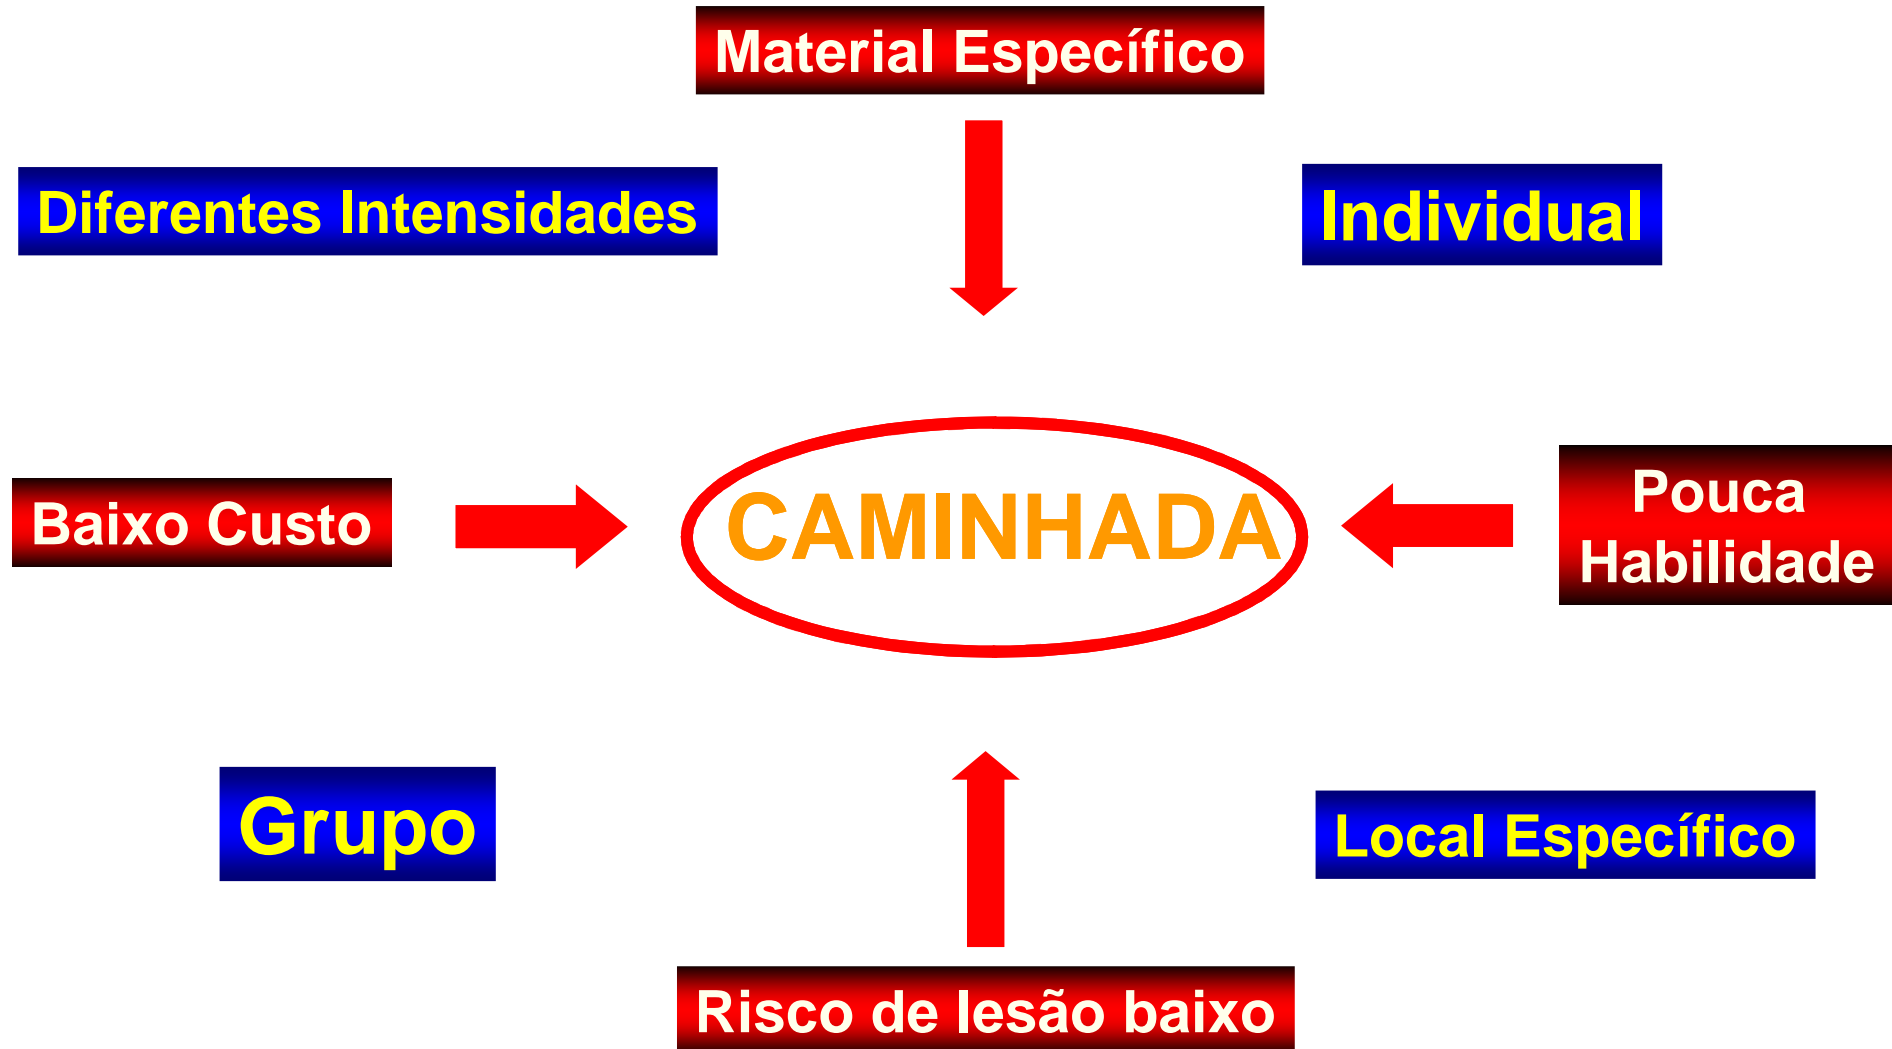 Material Específico
Diferentes Intensidades
Individual
Baixo Custo
CAMINHADA
Pouca
Habilidade
Grupo
Local Específico
Risco de lesão baixo